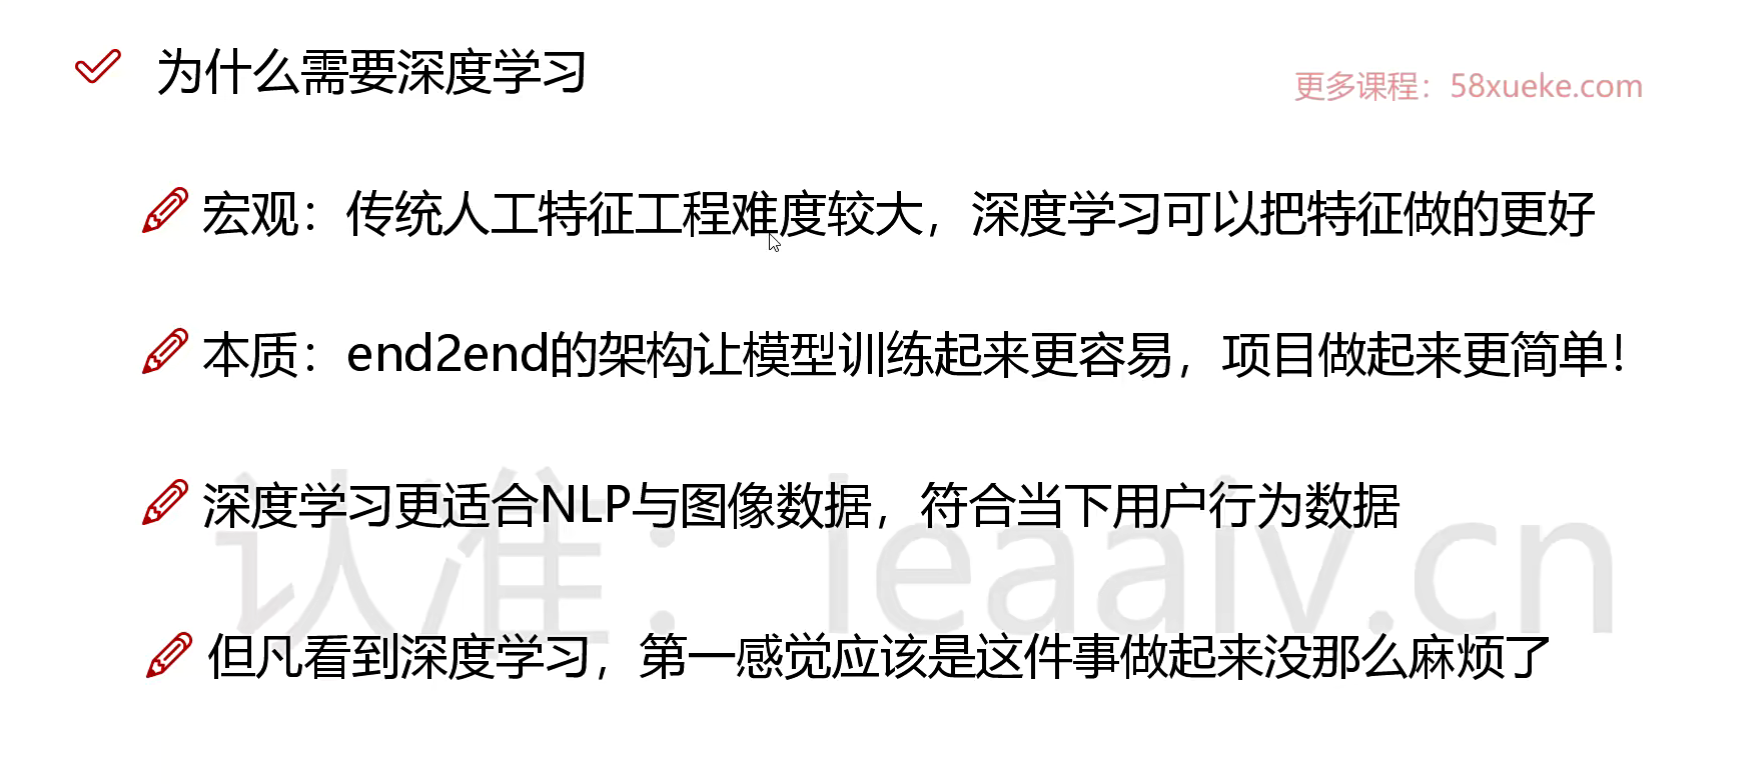 为什么需要深度学习
更多课程：58xueke.com
宏观：传统人工特征工程难度较大，深度学习可以把特征做的更好
本质：end2end的架构让模型训练起来更容易，项目做起来更简单！
深度学习更适合NLP与图像数据，符合当下用户行为数据
认准：leaaiv.cn
但凡看到深度学习，第一感觉应该是这件事做起来没那么麻烦了